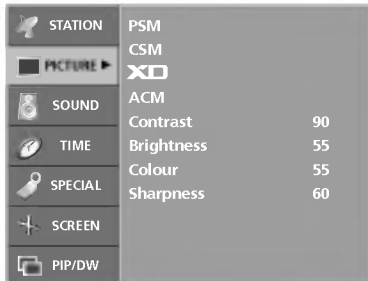 STATION
PICTURE ►
SOUND
TIME
SPECIAL
SCREEN
PIP/DW
PSM
CSM
XD
ACM
Contrast 90
Brightness 55
Colour 55
Sharpness 60